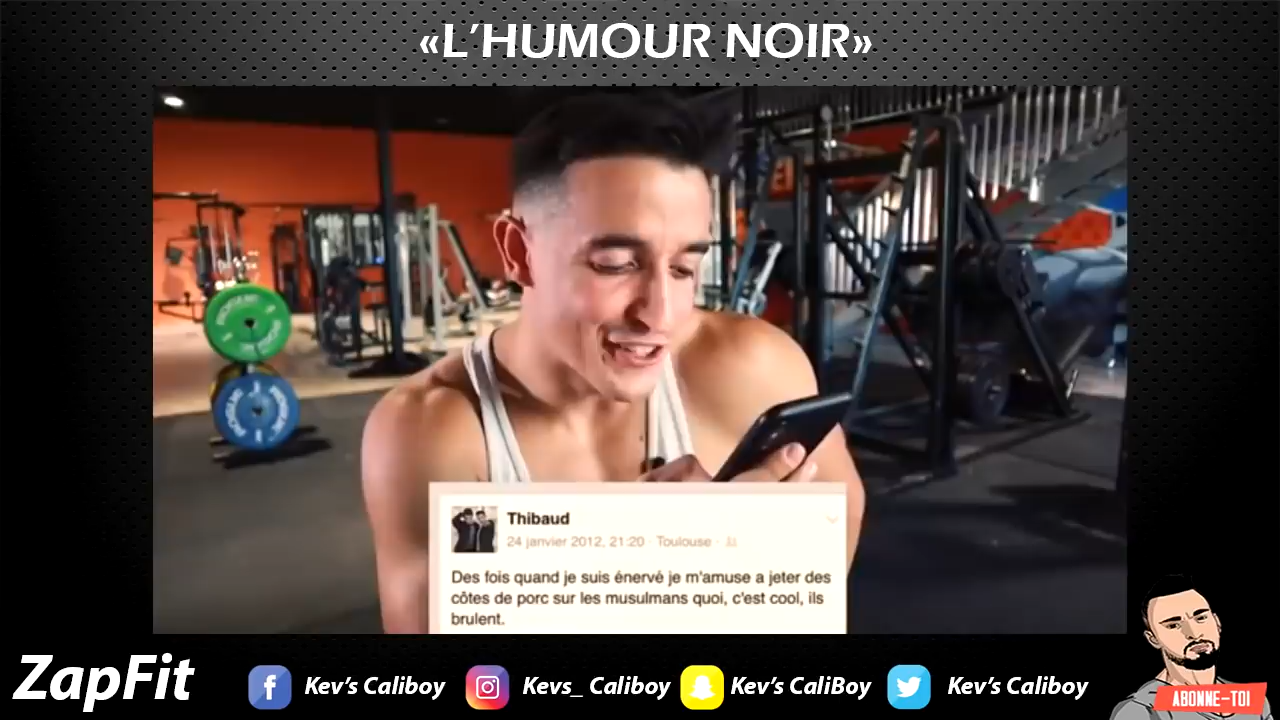 «L'HUMOUR NOIR»
Thibaud
24 janvier 2012, 21:20 · Toulouse ·
Des fois quand je suis énervé je m'amuse a jeter des
côtes de porc sur les musulmans quoi, c'est cool, ils
brulent.
ZapFit
Kev's Caliboy
Kevs_ Caliboy
Kev's CaliBoy
Kev's Caliboy
ABONNE-TOI